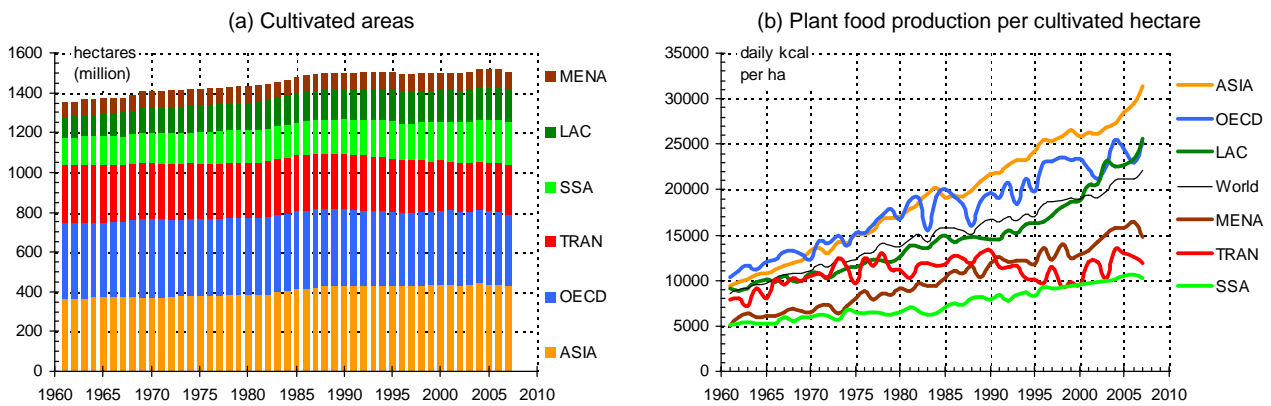 (a) Cultivated areas
hectares
(million)
1600
1400
1200
1000
800
600
400
200
0
1960 1965 1970 1975 1980 1985 1990 1995 2000 2005 2010
MENA
LAC
SSA
TRAN
OECD
ASIA
(b) Plant food production per cultivated hectare
daily kcal
per ha
35000
30000
25000
20000
15000
10000
5000
0
1960 1965 1970 1975 1980 1985 1990 1995 2000 2005 2010
ASIA
OECD
LAC
World
MENA
TRAN
SSA